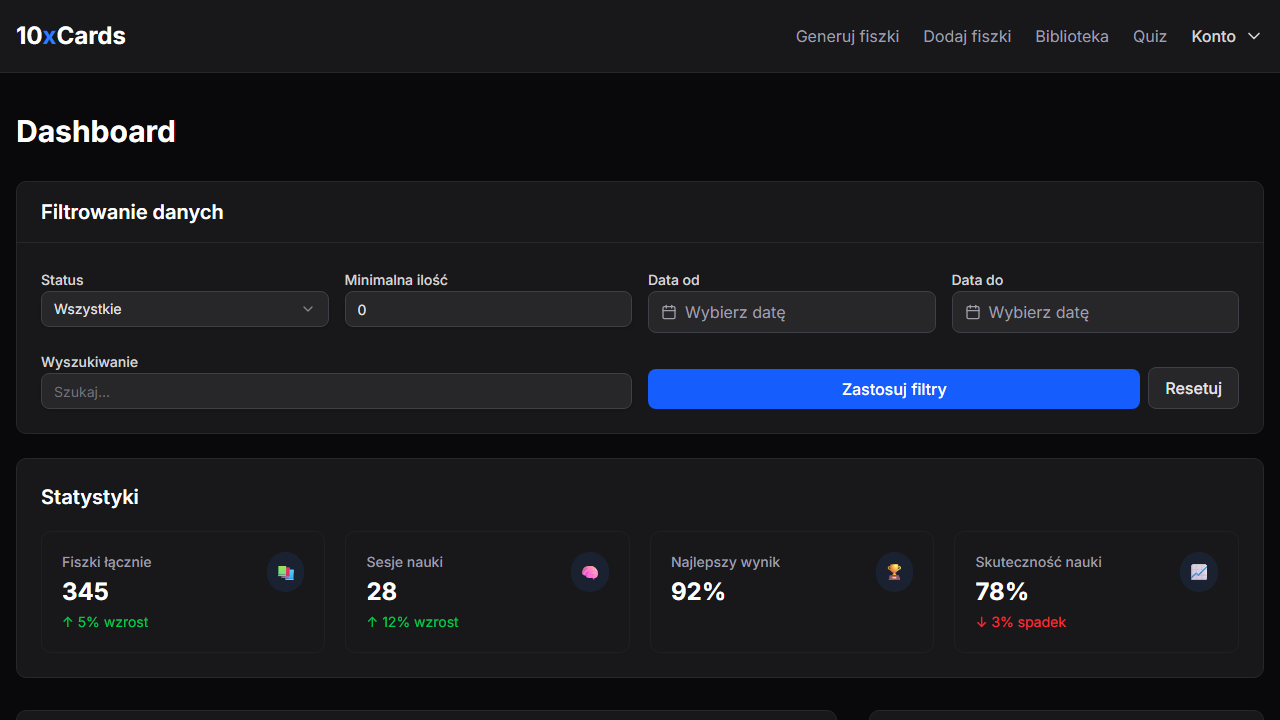 10xCards
Generuj fiszki Dodaj fiszki Biblioteka Quiz Konto
Dashboard
Filtrowanie danych
Status Minimalna ilość Data od Data do
Wszystkie 0 Wybierz datę Wybierz datę
Wyszukiwanie
Szukaj... Zastosuj filtry Resetuj
Statystyki
Fiszki łącznie Sesje nauki Najlepszy wynik Skuteczność nauki
345 28 92% 78%
↑ 5% wzrost ↑ 12% wzrost ↓ 3% spadek